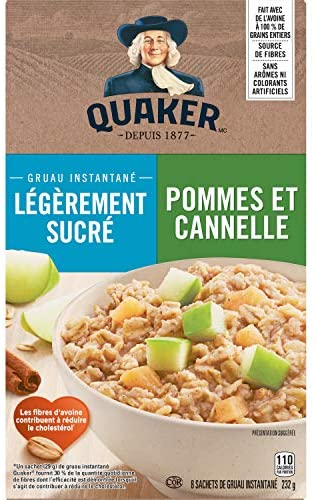 FAIT AVEC
DE L'AVOINE
À 100 % DE
GRAINS ENTIERS
SOURCE
DE FIBRES
SANS
ARÔMES NI
COLORANTS
ARTIFICIELS
QUAKER MC
– DEPUIS 1877 –
GRUAU INSTANTANÉ
LÉGÈREMENT
SUCRÉ
POMMES ET
CANNELLE
Les fibres d'avoine
contribuent à réduire
le cholestérol*
PRÉSENTATION SUGGÉRÉE
*Un sachet (29 g) de gruau instantané
Quaker® fournit 30 % de la quantité quotidienne
de fibres dont l'efficacité est démontrée lorsqu'il
s'agit de contribuer à réduire le cholestérol.
110
CALORIES
COR
8 SACHETS DE GRUAU INSTANTANÉ 232 g